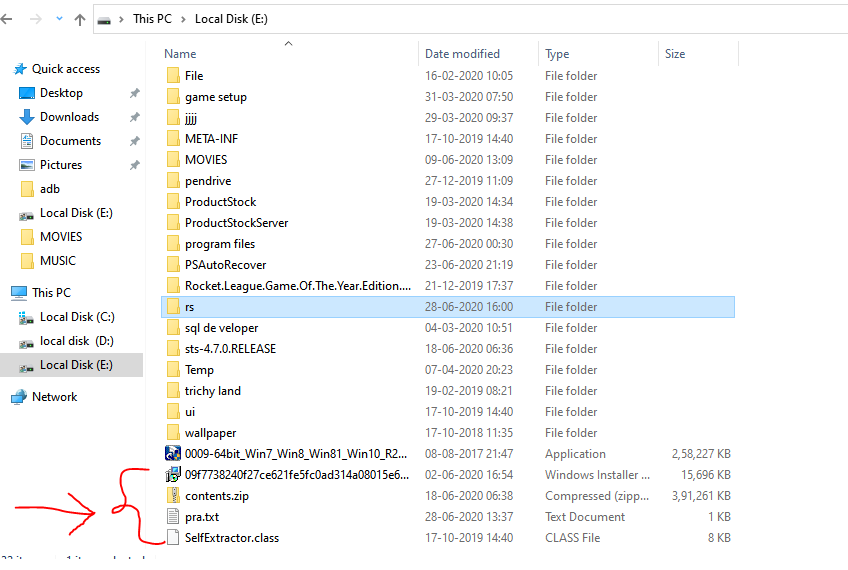 This PC > Local Disk (E:)
Name Date modified Type Size
Quick access
Desktop
Downloads
Documents
Pictures
adb
Local Disk (E:)
MOVIES
MUSIC
This PC
Local Disk (C:)
local disk (D:)
Local Disk (E:)
Network
File 16-02-2020 10:05 File folder
game setup 31-03-2020 07:50 File folder
jjjj 29-03-2020 09:37 File folder
META-INF 17-10-2019 14:40 File folder
MOVIES 09-06-2020 13:09 File folder
pendrive 27-12-2019 11:09 File folder
ProductStock 19-03-2020 14:34 File folder
ProductStockServer 19-03-2020 14:38 File folder
program files 27-06-2020 00:30 File folder
PSAutoRecover 23-06-2020 21:19 File folder
Rocket.League.Game.Of.The.Year.Edition.... 21-12-2019 17:37 File folder
rs 28-06-2020 16:00 File folder
sql de veloper 04-03-2020 10:51 File folder
sts-4.7.0.RELEASE 18-06-2020 06:36 File folder
Temp 07-04-2020 20:23 File folder
trichy land 19-02-2019 08:21 File folder
ui 17-10-2019 14:40 File folder
wallpaper 17-10-2018 11:35 File folder
0009-64bit_Win7_Win8_Win81_Win10_R2... 08-08-2017 21:47 Application 2,58,227 KB
09f7738240f27ce621fe5fc0ad314a08015e6... 02-06-2020 16:54 Windows Installer ... 15,696 KB
contents.zip 18-06-2020 06:38 Compressed (zipp... 3,91,261 KB
pra.txt 28-06-2020 13:37 Text Document 1 KB
SelfExtractor.class 17-10-2019 14:40 CLASS File 8 KB